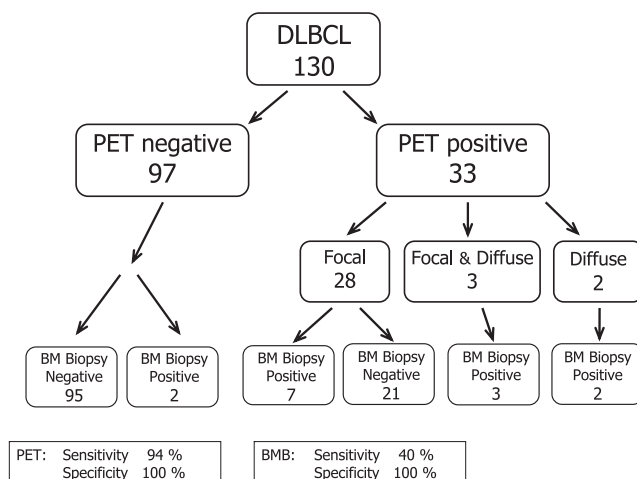 DLBCL
130
PET negative
97
PET positive
33
Focal
28
Focal & Diffuse
3
Diffuse
2
BM Biopsy
Negative
95
BM Biopsy
Positive
2
BM Biopsy
Positive
7
BM Biopsy
Negative
21
BM Biopsy
Positive
3
BM Biopsy
Positive
2
PET: Sensitivity 94 %
Specificity 100 %
BMB: Sensitivity 40 %
Specificity 100 %